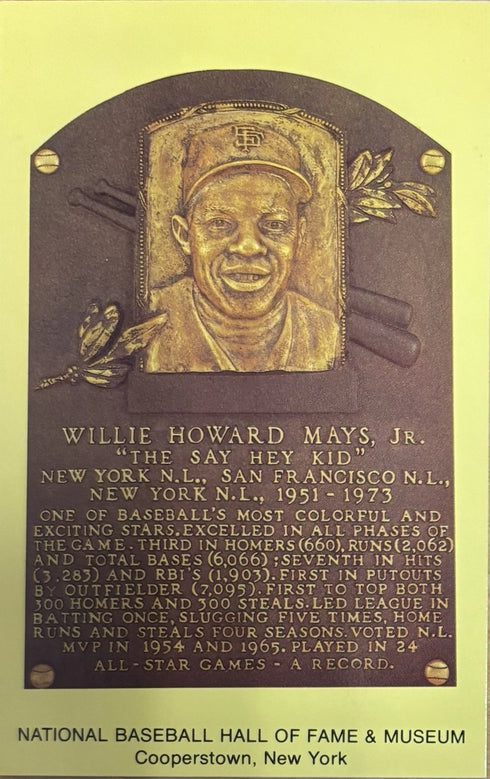 SF
WILLIE HOWARD MAYS, JR.
"THE SAY HEY KID"
NEW YORK N.L., SAN FRANCISCO N.L.,
NEW YORK N.L., 1951 - 1973
ONE OF BASEBALL'S MOST COLORFUL AND
EXCITING STARS. EXCELLED IN ALL PHASES OF
THE GAME. THIRD IN HOMERS (660), RUNS (2,062)
AND TOTAL BASES (6,066); SEVENTH IN HITS
(3,283) AND RBI'S (1,903). FIRST IN PUTOUTS
BY OUTFIELDER (7,095). FIRST TO TOP BOTH
300 HOMERS AND 300 STEALS. LED LEAGUE IN
BATTING ONCE, SLUGGING FIVE TIMES, HOME
RUNS AND STEALS FOUR SEASONS. VOTED N.L.
MVP IN 1954 AND 1965. PLAYED IN 24
ALL-STAR GAMES - A RECORD.
NATIONAL BASEBALL HALL OF FAME & MUSEUM
Cooperstown, New York